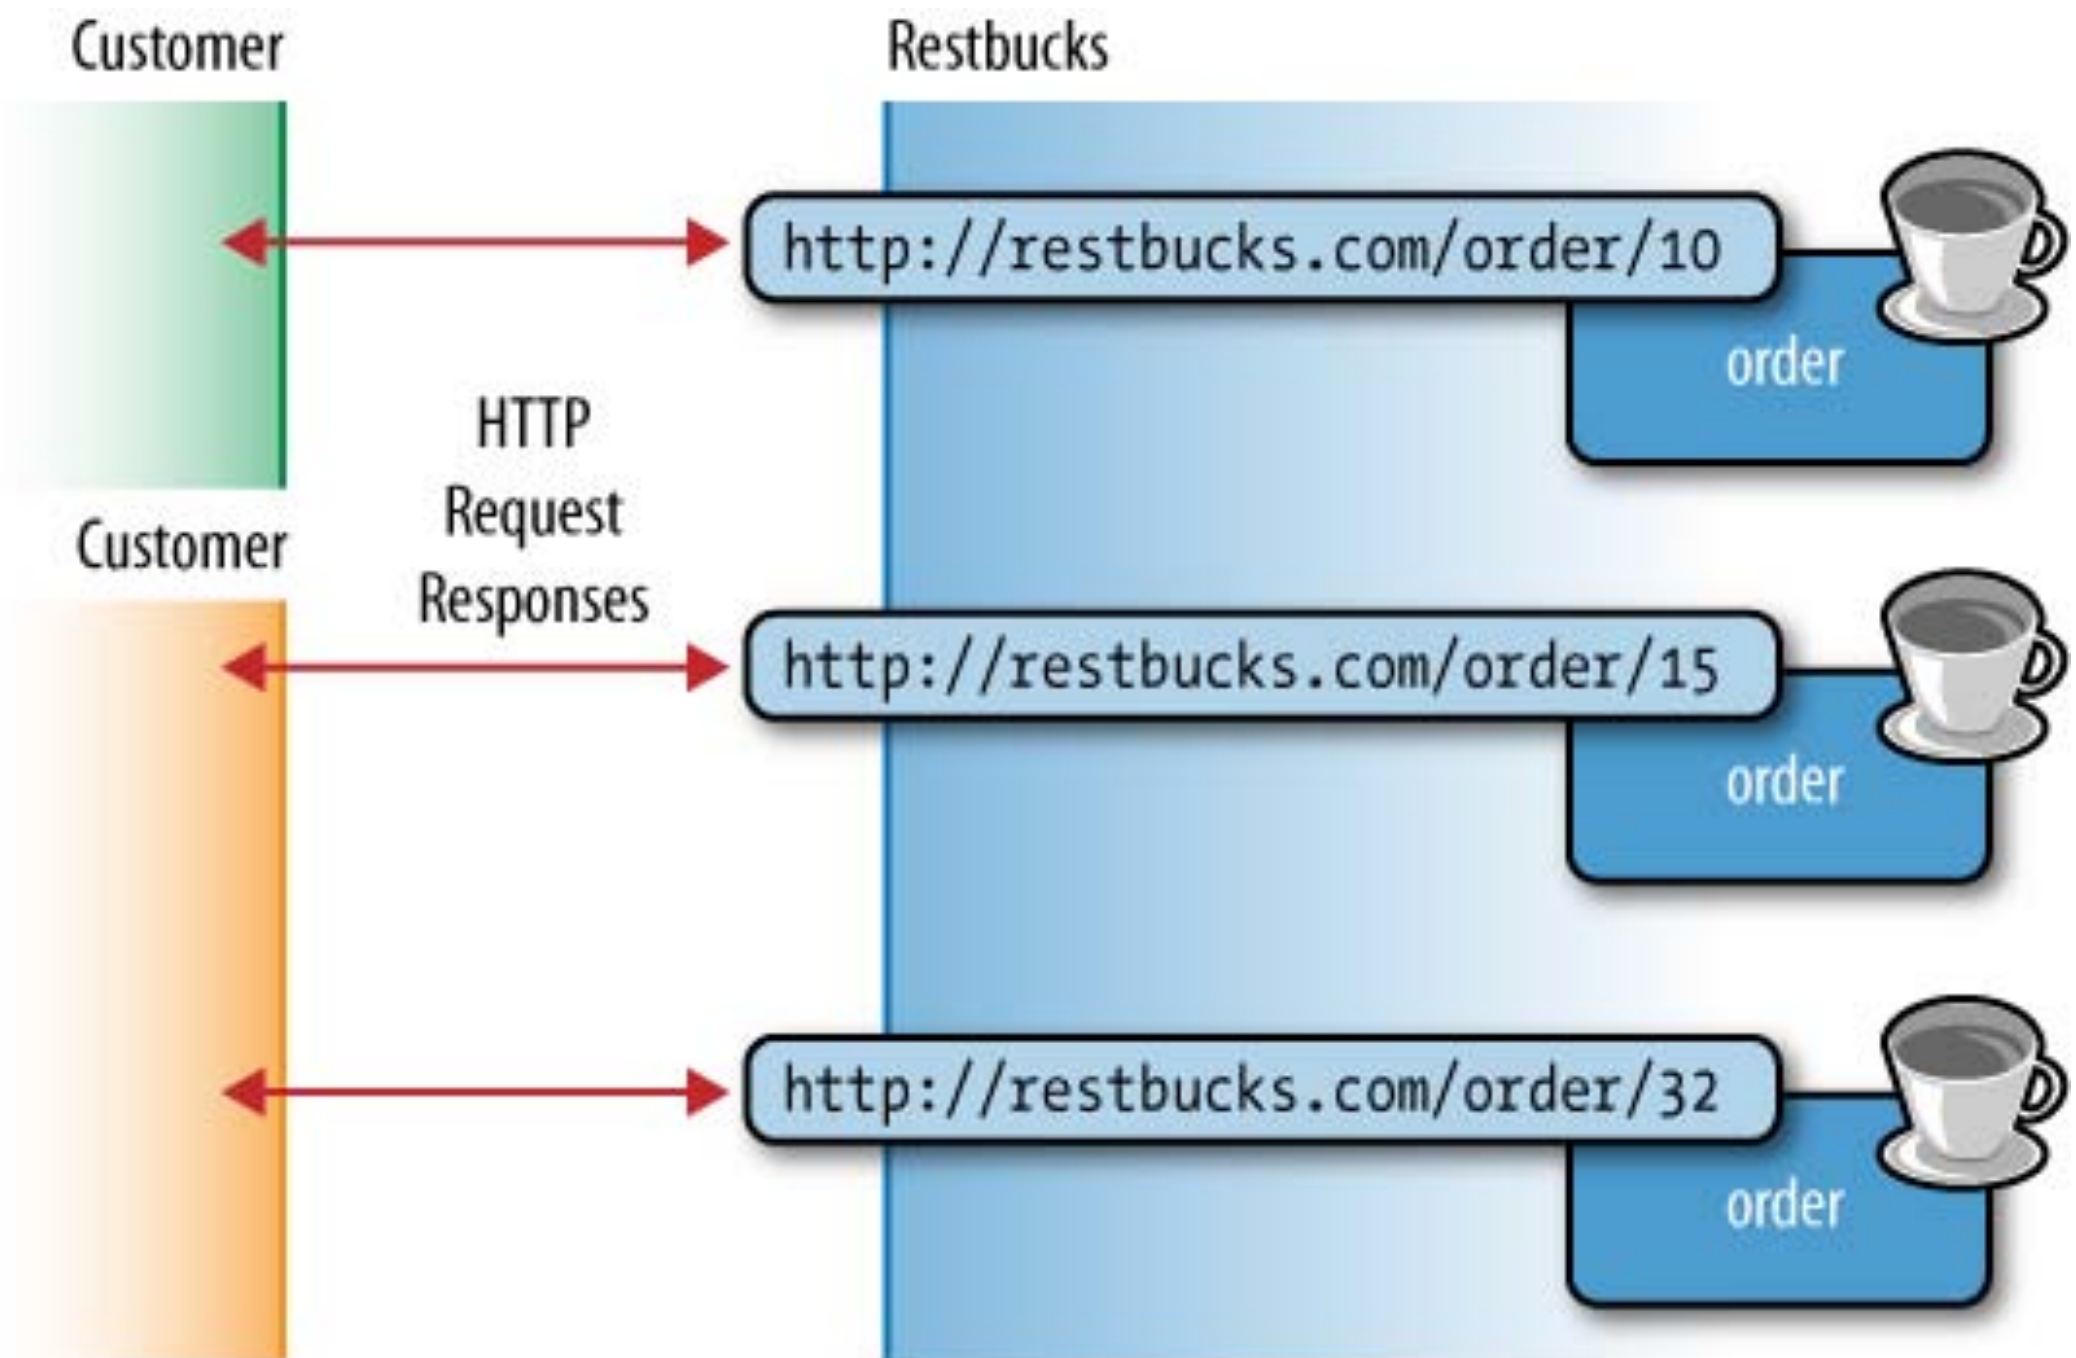 Customer
Restbucks
http://restbucks.com/order/10
order
HTTP
Request
Responses
Customer
http://restbucks.com/order/15
order
http://restbucks.com/order/32
order